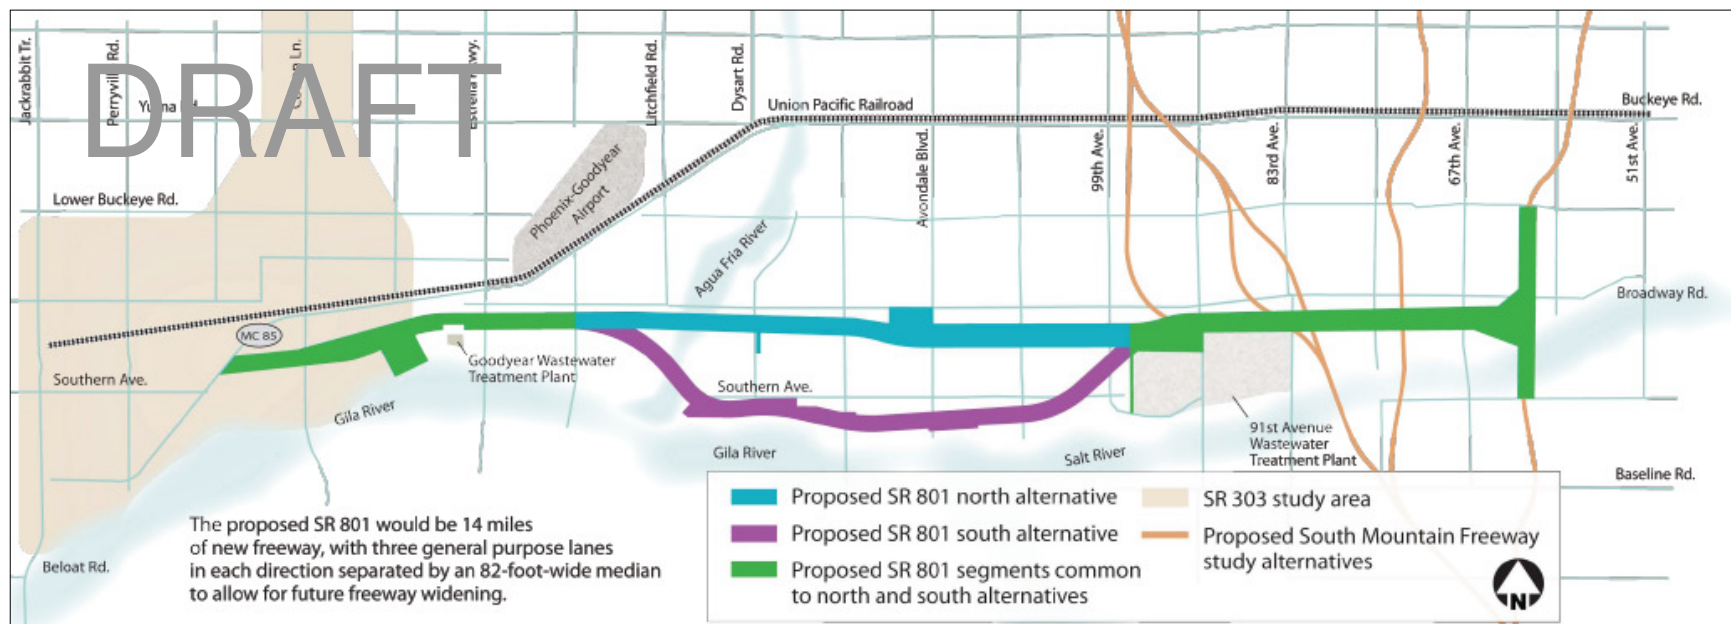 DRAFT
Jackrabbit Tr.
Perryville Rd.
Litchfield Rd.
Dysart Rd.
Union Pacific Railroad
Buckeye Rd.
Avondale Blvd.
99th Ave.
83rd Ave.
67th Ave.
51st Ave.
Lower Buckeye Rd.
Phoenix-Goodyear
Airport
Agua Fria River
Broadway Rd.
MC 85
Goodyear Wastewater
Treatment Plant
Southern Ave.
Southern Ave.
Gila River
Gila River
Salt River
91st Avenue
Wastewater
Treatment Plant
Baseline Rd.
Beloat Rd.
The proposed SR 801 would be 14 miles
of new freeway, with three general purpose lanes
in each direction separated by an 82-foot-wide median
to allow for future freeway widening.
Proposed SR 801 north alternative
Proposed SR 801 south alternative
Proposed SR 801 segments common
to north and south alternatives
SR 303 study area
Proposed South Mountain Freeway
study alternatives
N